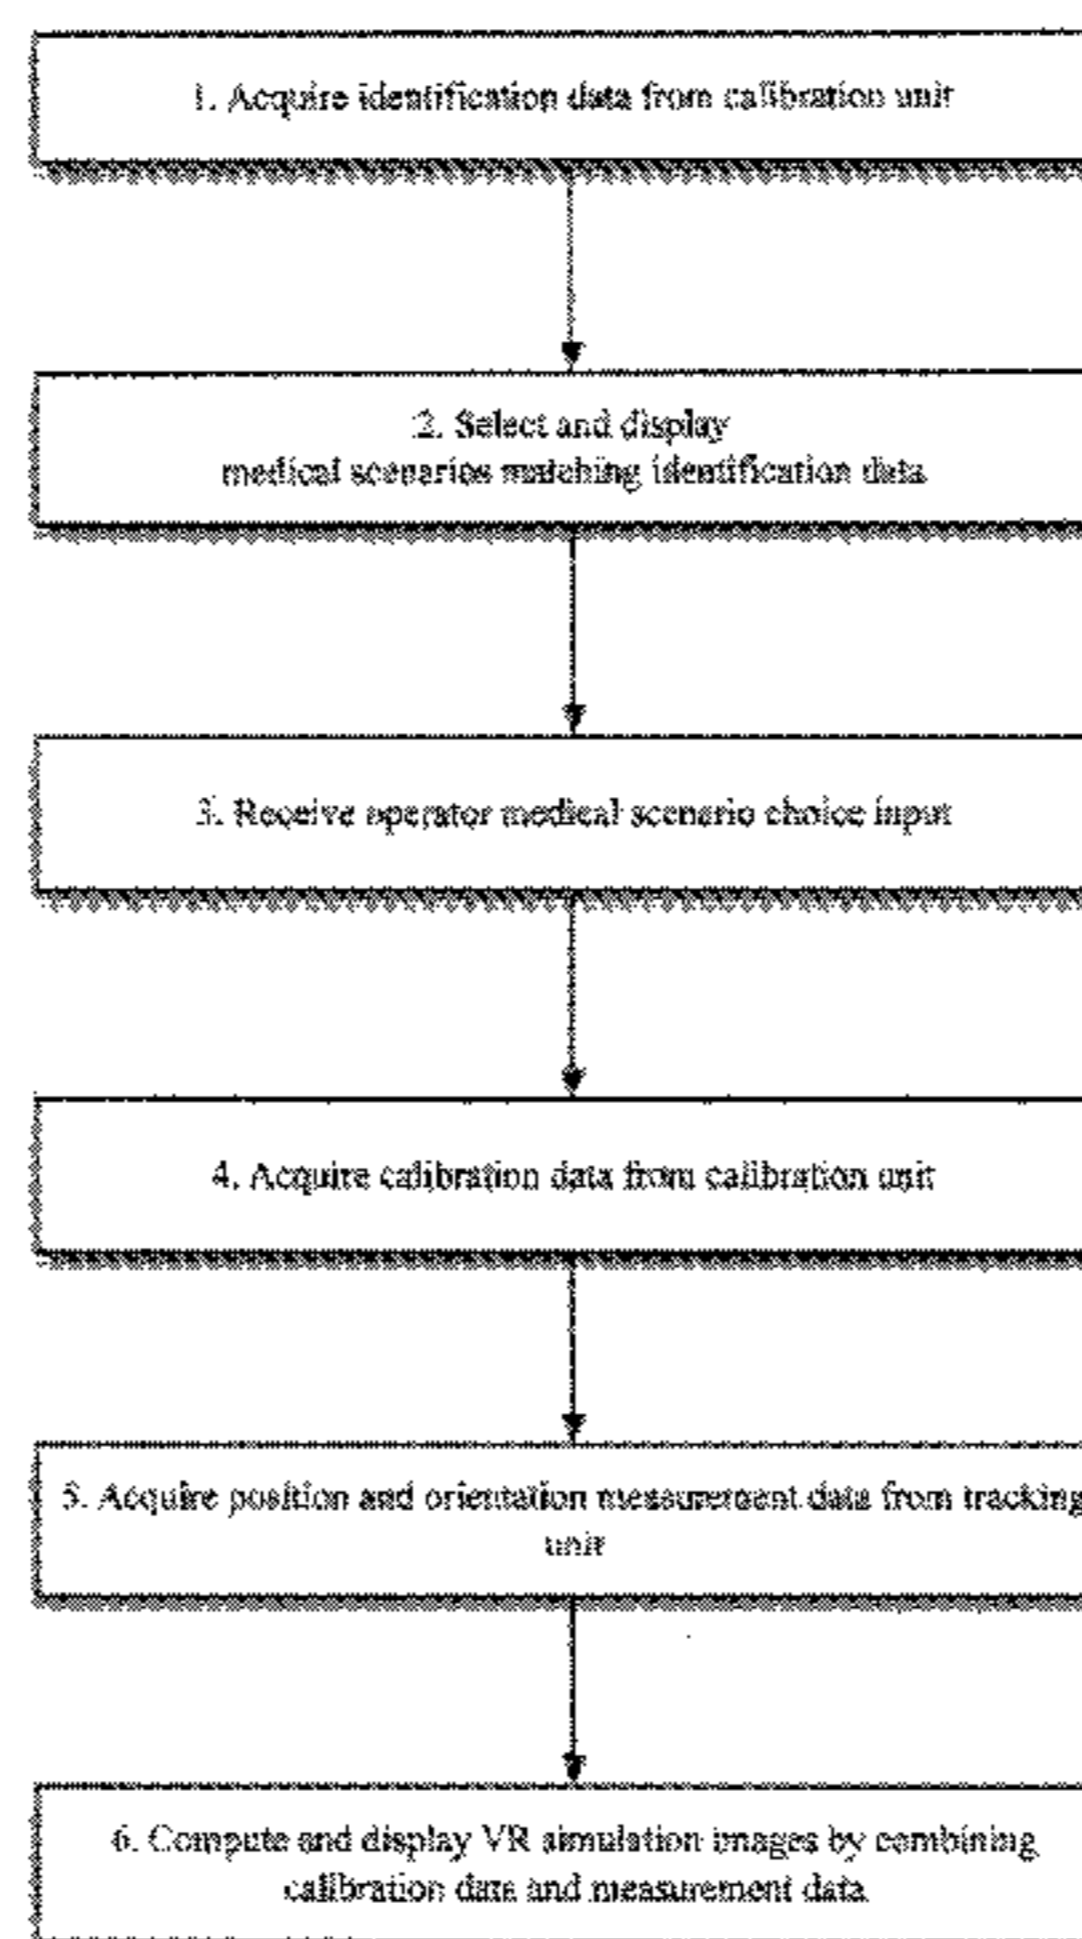 1. Acquire identification data from calibration unit
2. Select and display
medical scenarios matching identification data
3. Receive operator medical scenario choice input
4. Acquire calibration data from calibration unit
5. Acquire position and orientation measurement data from tracking
unit
6. Compute and display VR simulation images by combining
calibration data and measurement data